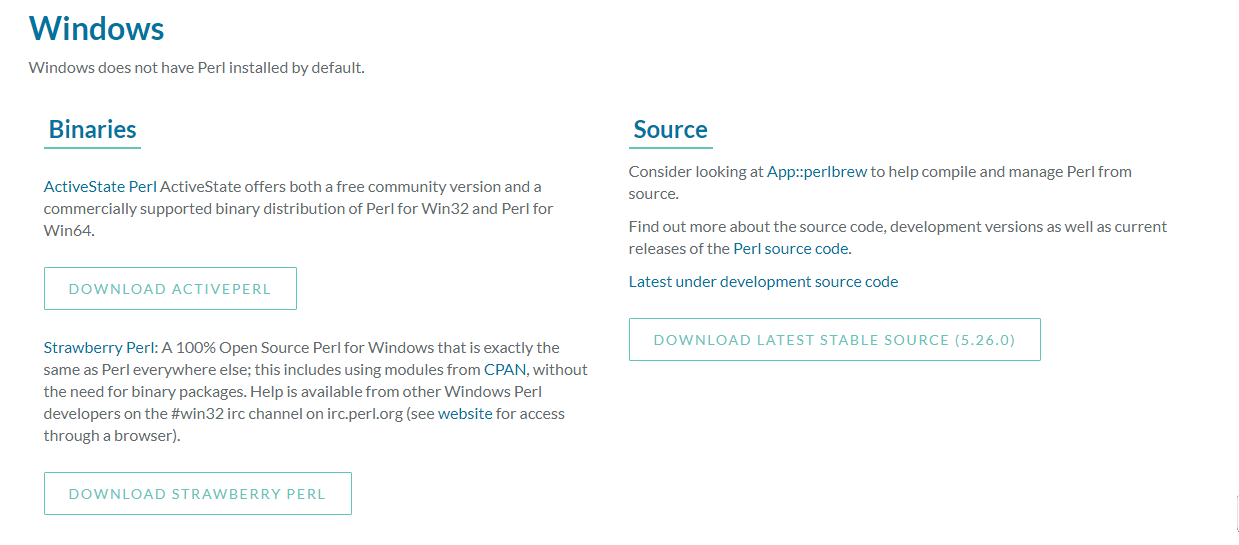 Windows
Windows does not have Perl installed by default.
Binaries
ActiveState Perl ActiveState offers both a free community version and a
commercially supported binary distribution of Perl for Win32 and Perl for
Win64.
DOWNLOAD ACTIVEPERL
Strawberry Perl: A 100% Open Source Perl for Windows that is exactly the
same as Perl everywhere else; this includes using modules from CPAN, without
the need for binary packages. Help is available from other Windows Perl
developers on the #win32 irc channel on irc.perl.org (see website for access
through a browser).
DOWNLOAD STRAWBERRY PERL
Source
Consider looking at App::perlbrew to help compile and manage Perl from
source.
Find out more about the source code, development versions as well as current
releases of the Perl source code.
Latest under development source code
DOWNLOAD LATEST STABLE SOURCE (5.26.0)